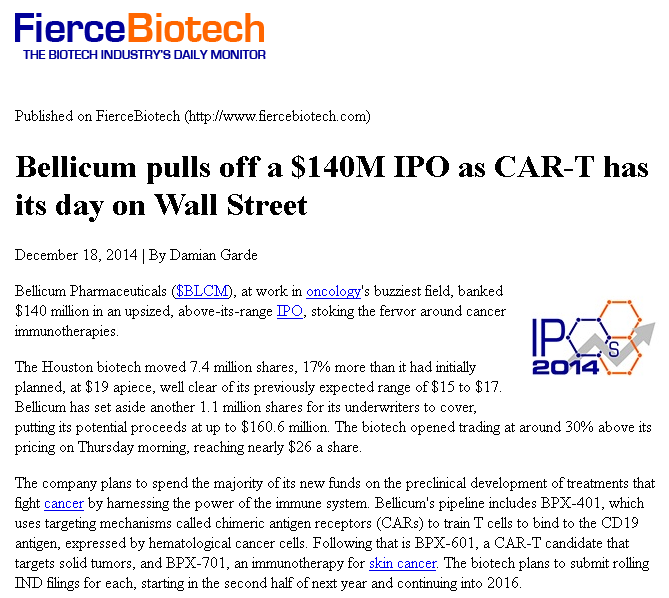 FierceBiotech
THE BIOTECH INDUSTRY'S DAILY MONITOR
Published on FierceBiotech (http://www.fiercebiotech.com)
Bellicum pulls off a $140M IPO as CAR-T has
its day on Wall Street
December 18, 2014 | By Damian Garde
Bellicum Pharmaceuticals ($BLCM), at work in oncology's buzziest field, banked
$140 million in an upsized, above-its-range IPO, stoking the fervor around cancer
immunotherapies.
IPOS
2014
The Houston biotech moved 7.4 million shares, 17% more than it had initially
planned, at $19 apiece, well clear of its previously expected range of $15 to $17.
Bellicum has set aside another 1.1 million shares for its underwriters to cover,
putting its potential proceeds at up to $160.6 million. The biotech opened trading at around 30% above its
pricing on Thursday morning, reaching nearly $26 a share.
The company plans to spend the majority of its new funds on the preclinical development of treatments that
fight cancer by harnessing the power of the immune system. Bellicum's pipeline includes BPX-401, which
uses targeting mechanisms called chimeric antigen receptors (CARs) to train T cells to bind to the CD19
antigen, expressed by hematological cancer cells. Following that is BPX-601, a CAR-T candidate that
targets solid tumors, and BPX-701, an immunotherapy for skin cancer. The biotech plans to submit rolling
IND filings for each, starting in the second half of next year and continuing into 2016.